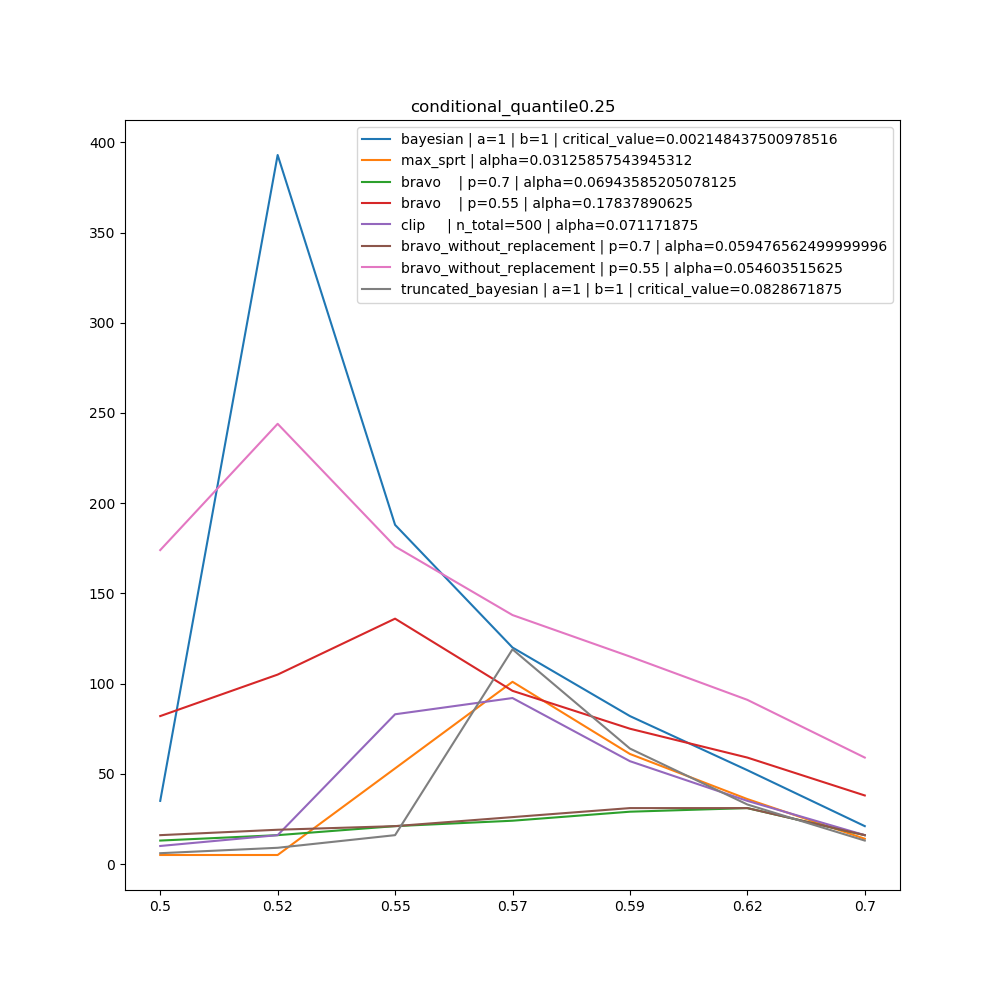 conditional_quantile0.25
bayesian | a=1 | b=1 | critical_value=0.002148437500978516
max_sprt | alpha=0.03125857543945312
bravo    | p=0.7 | alpha=0.06943585205078125
bravo    | p=0.55 | alpha=0.17837890625
clip     | n_total=500 | alpha=0.071171875
bravo_without_replacement | p=0.7 | alpha=0.059476562499999996
bravo_without_replacement | p=0.55 | alpha=0.054603515625
truncated_bayesian | a=1 | b=1 | critical_value=0.0828671875
400
350
300
250
200
150
100
50
0
0.5 0.52 0.55 0.57 0.59 0.62 0.7